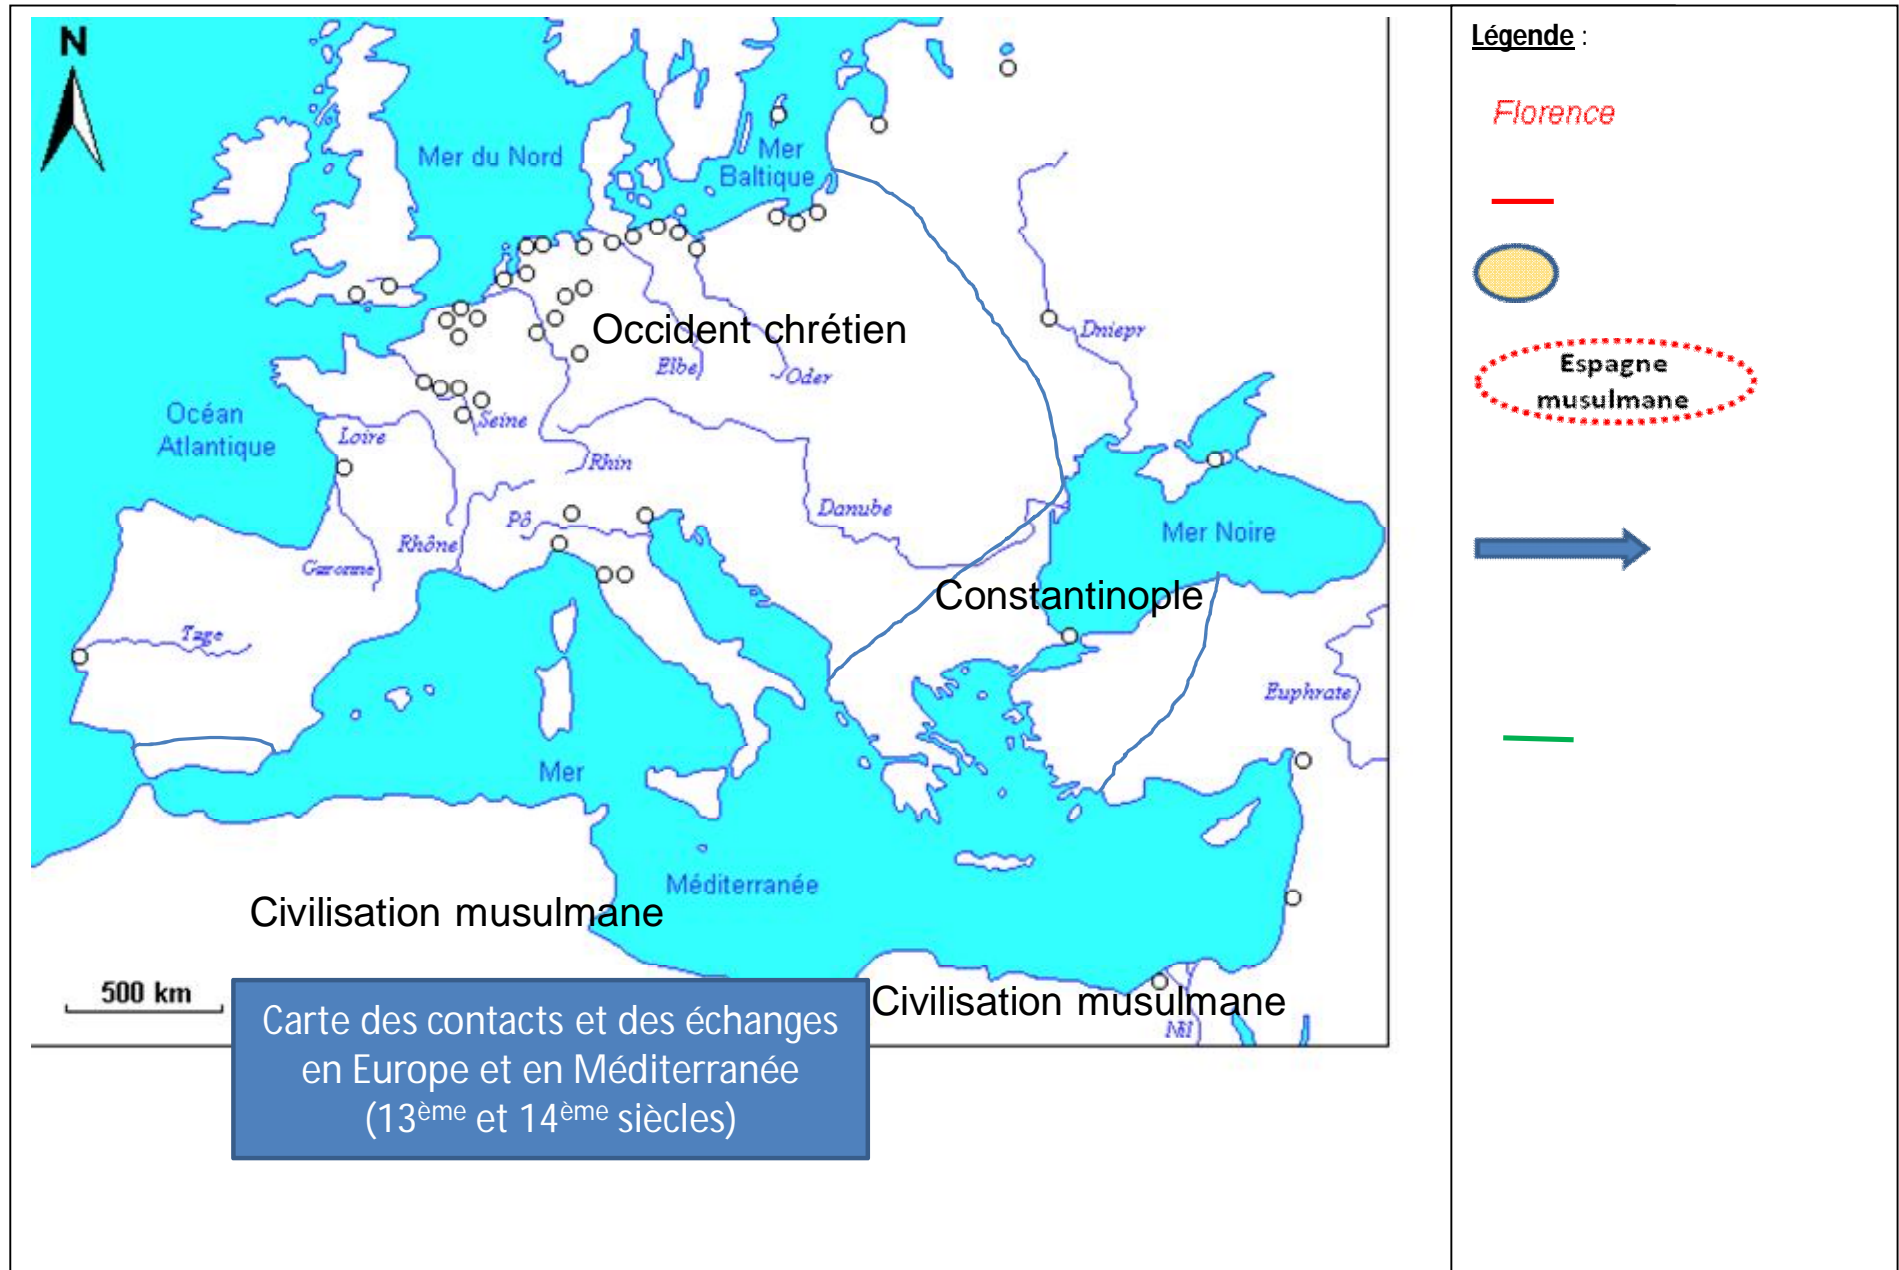 N
Mer du Nord
Mer
Baltique
Occident chrétien
Elbe
Oder
Dniepr
Océan
Atlantique
Loire
Seine
Rhin
Danube
Pô
Rhône
Garonne
Mer Noire
Constantinople
Tage
Euphrate
Mer
Méditerranée
Civilisation musulmane
Civilisation musulmane
Nil
500 km
Carte des contacts et des échanges
en Europe et en Méditerranée
(13ème et 14ème siècles)
Légende :
Florence
Espagne
musulmane